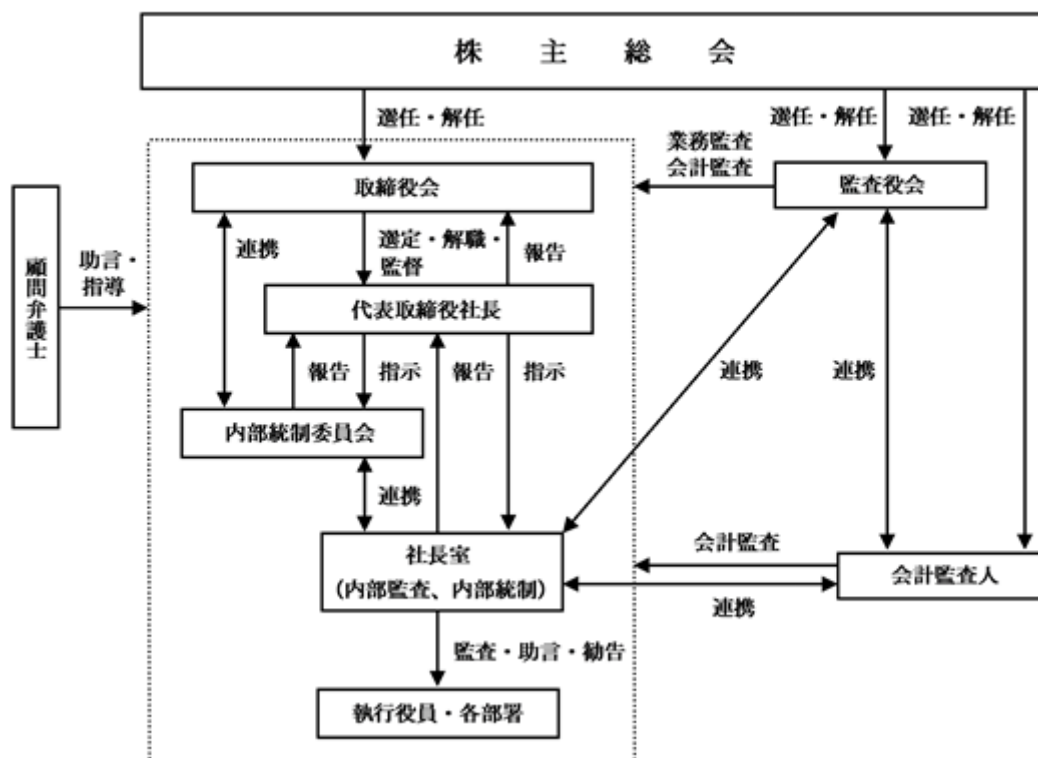 株主総会
選任・解任
選任・解任
選任・解任
業務監査
会計監査
取締役会
監査役会
顧問弁護士
助言・
指導
連携
選定・解職・
監督
報告
代表取締役社長
報告
指示
報告
指示
連携
連携
内部統制委員会
連携
社長室
(内部監査、内部統制)
会計監査
会計監査人
連携
監査・助言・勧告
執行役員・各部署